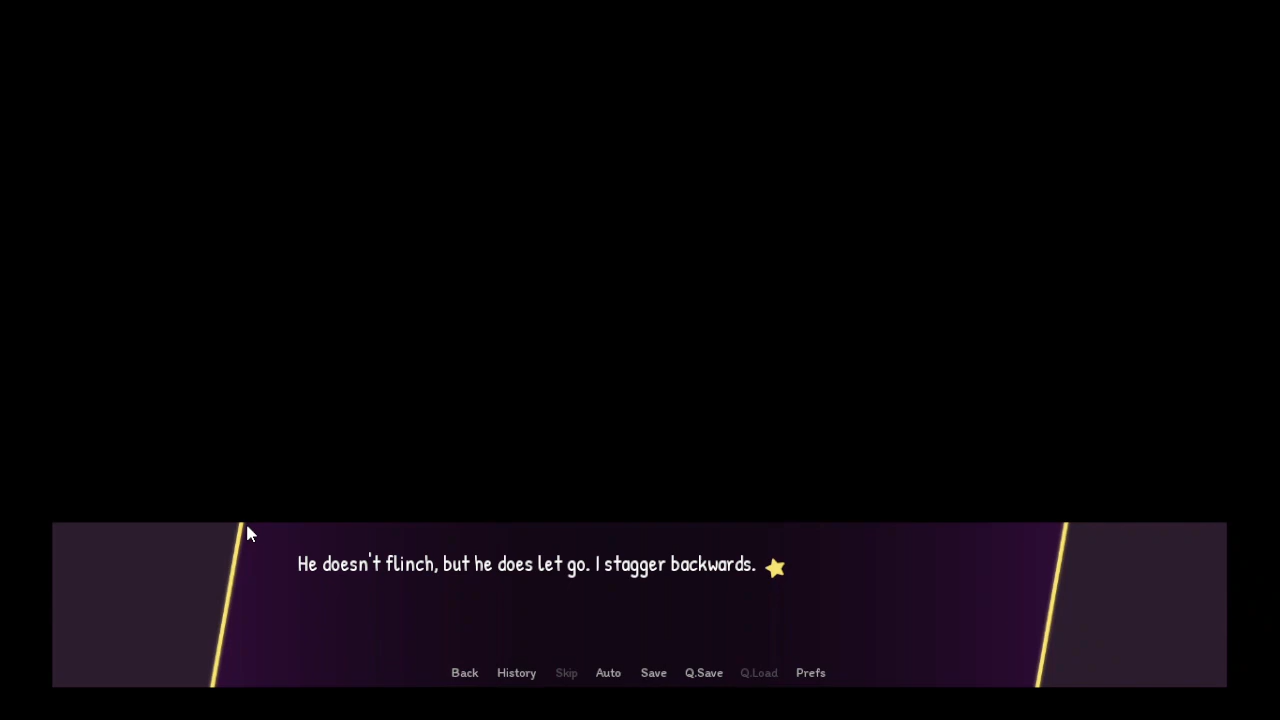 He doesn't flinch, but he does let go. I stagger backwards.
Back History Skip Auto Save Q.Save Q.Load Prefs